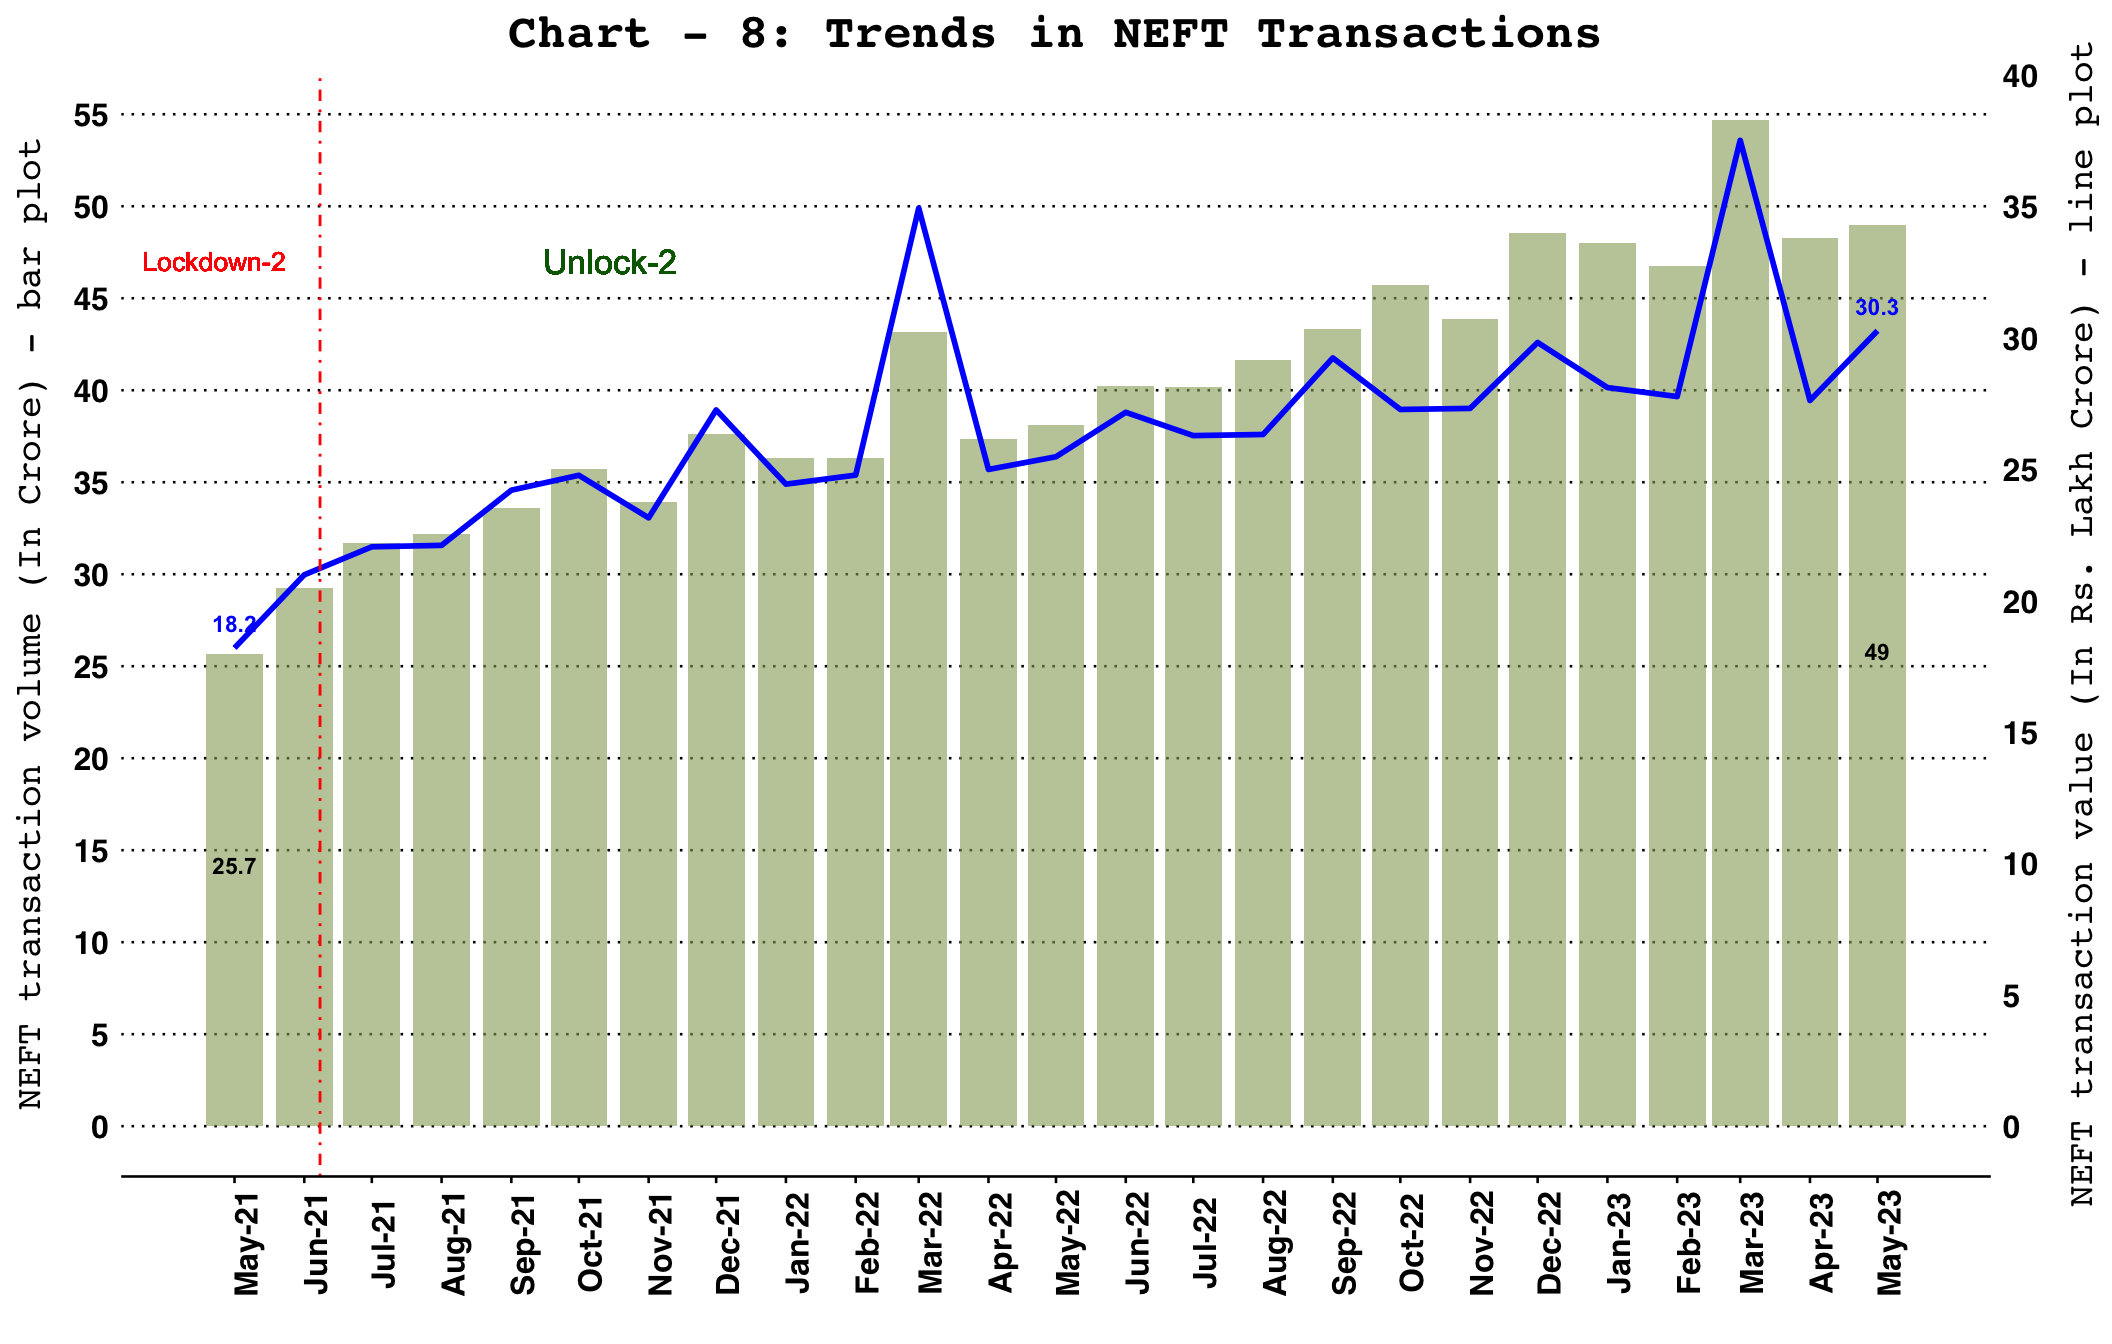 Chart - 8: Trends in NEFT Transactions
NEFT transaction volume (In Crore) - bar plot
55
50
45
40
35
30
25
20
15
10
5
0
Lockdown-2
Unlock-2
18.2
30.3
25.7
49
40
35
30
25
20
15
10
5
0
NEFT transaction value (In Rs. Lakh Crore) - line plot
May-21
Jun-21
Jul-21
Aug-21
Sep-21
Oct-21
Nov-21
Dec-21
Jan-22
Feb-22
Mar-22
Apr-22
May-22
Jun-22
Jul-22
Aug-22
Sep-22
Oct-22
Nov-22
Dec-22
Jan-23
Feb-23
Mar-23
Apr-23
May-23